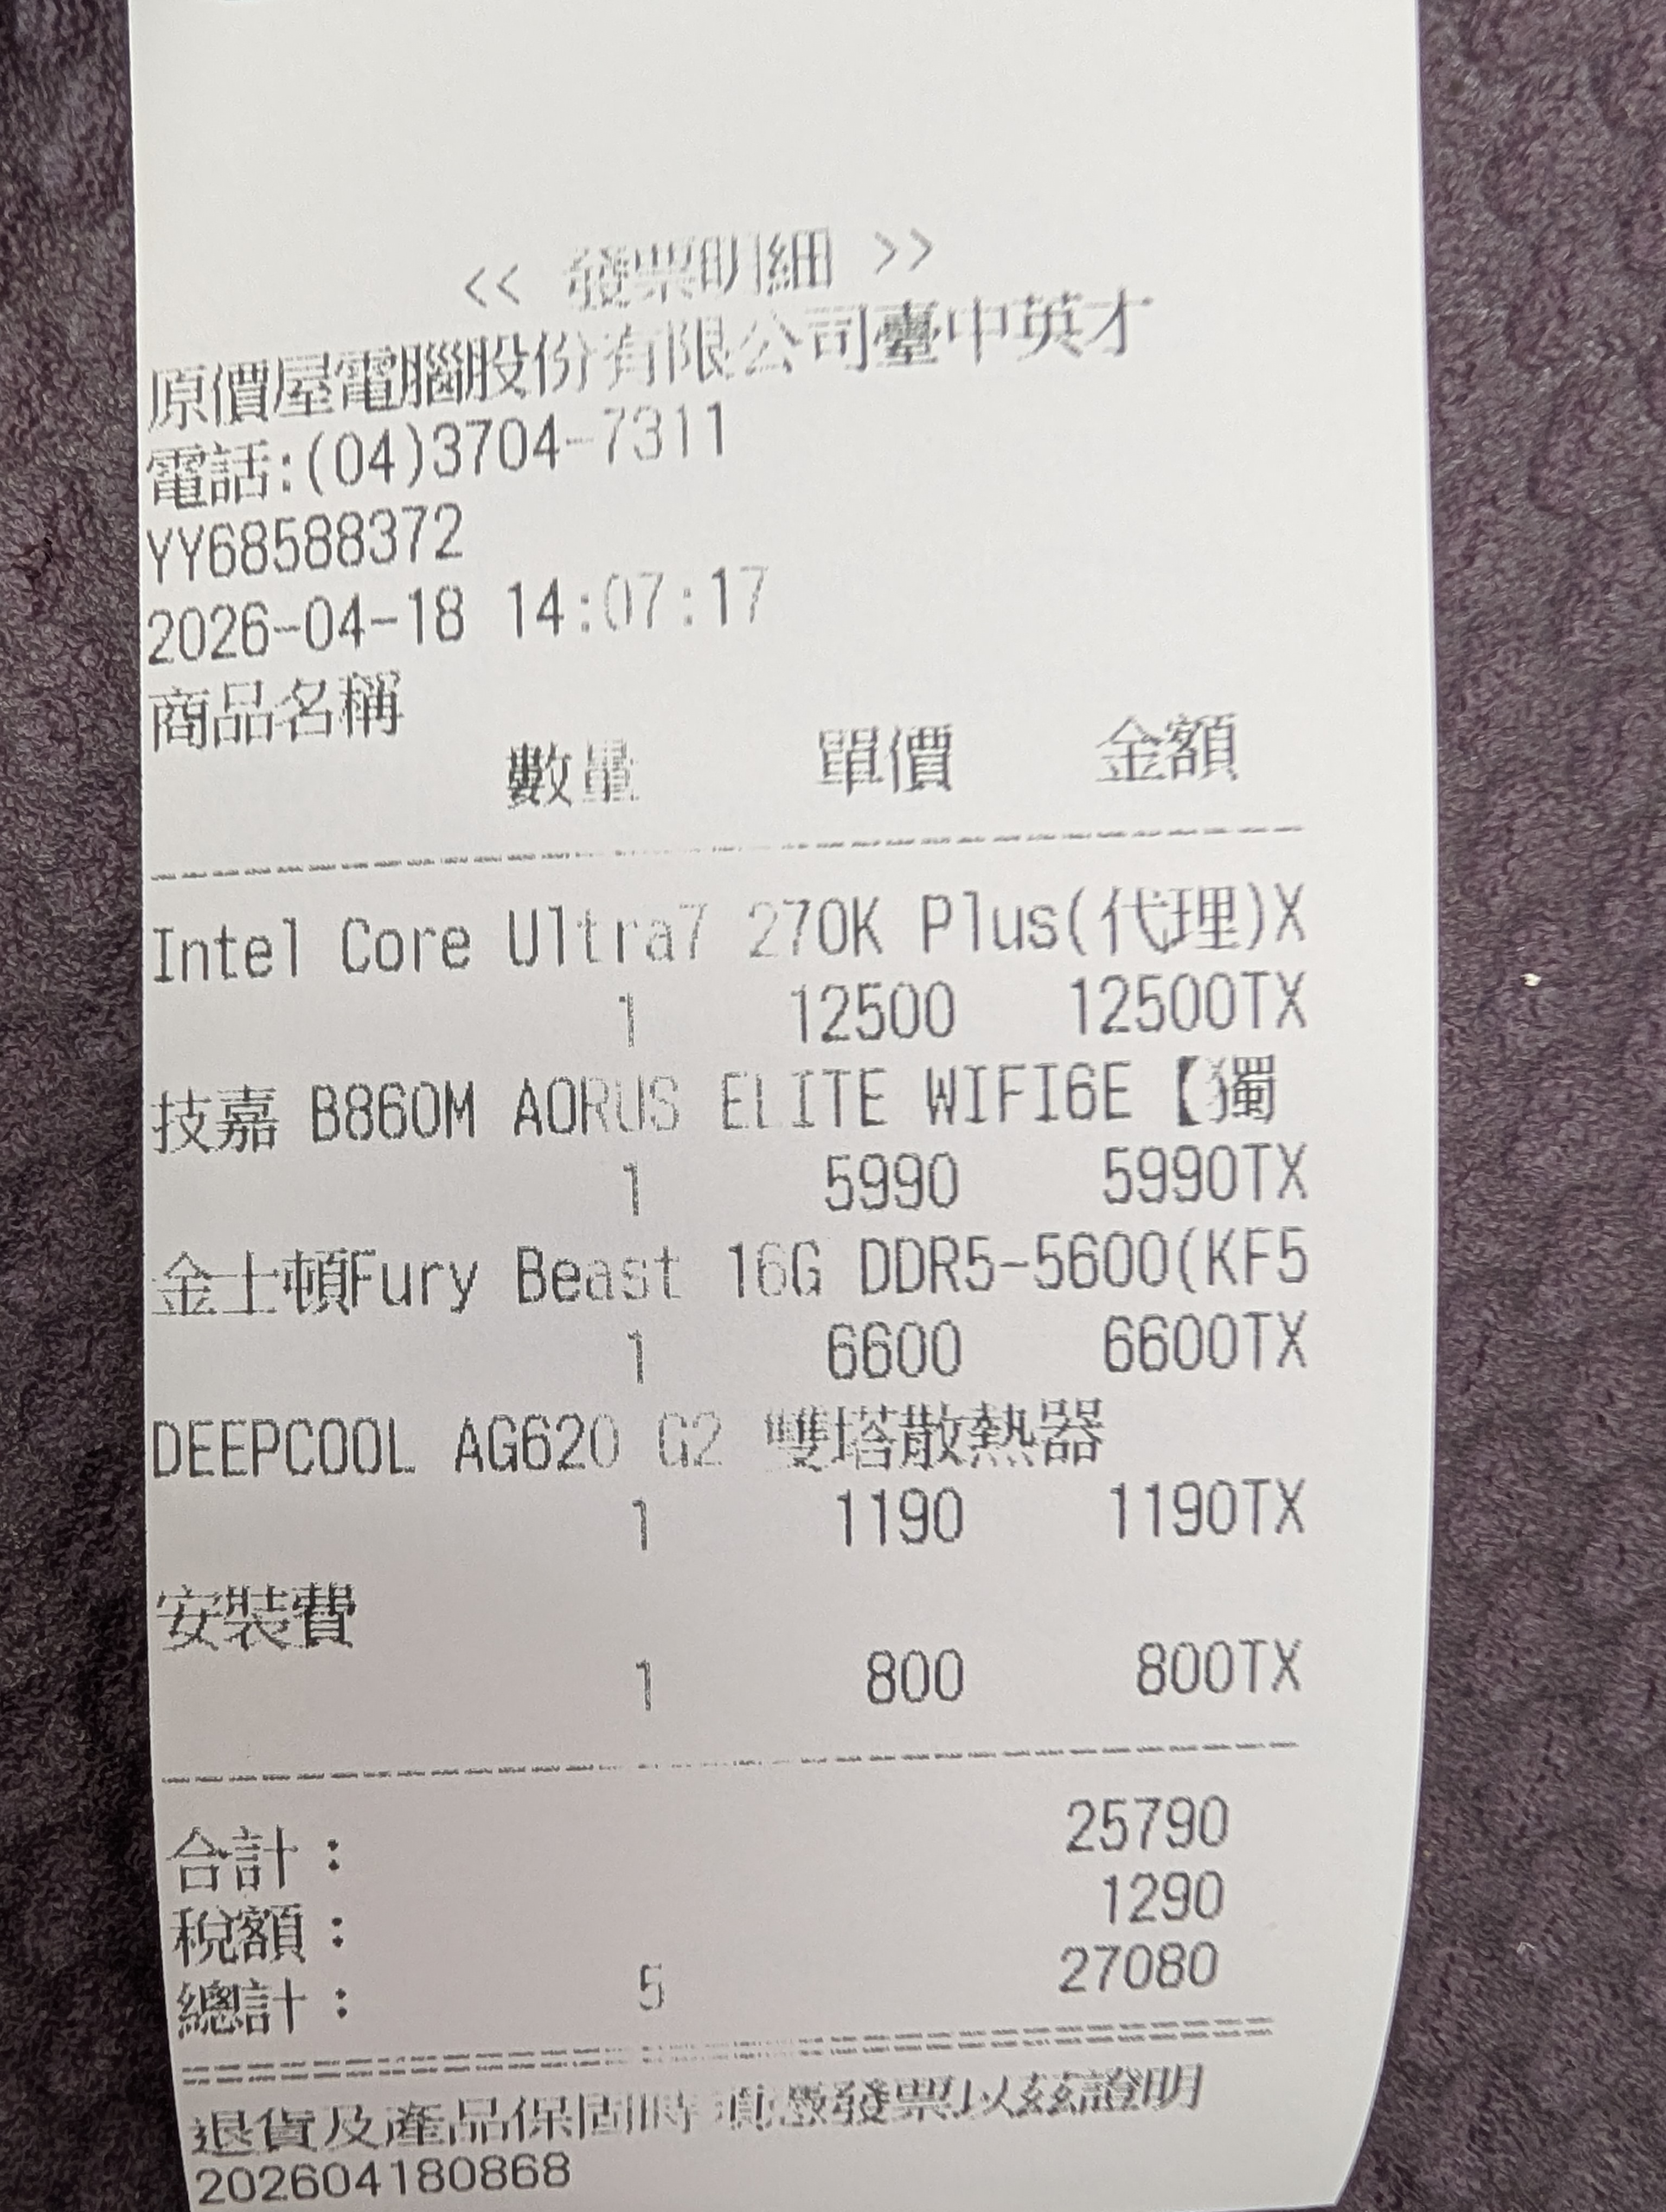 << 發票明細 >>
原價屋電腦股份有限公司臺中英才
電話:(04)3704-7311
YY68588372
2026-04-18 14:07:17
商品名稱
數量 單價 金額
Intel Core Ultra7 270K Plus(代理)X
1 12500 12500TX
技嘉 B860M AORUS ELITE WIFI6E【獨
1 5990 5990TX
金士頓Fury Beast 16G DDR5-5600(KF5
1 6600 6600TX
DEEPCOOL AG620 G2 雙塔散熱器
1 1190 1190TX
安裝費
1 800 800TX
合計： 25790
稅額： 1290
總計： 5 27080
退貨及產品保固時 發票以茲證明
202604180868